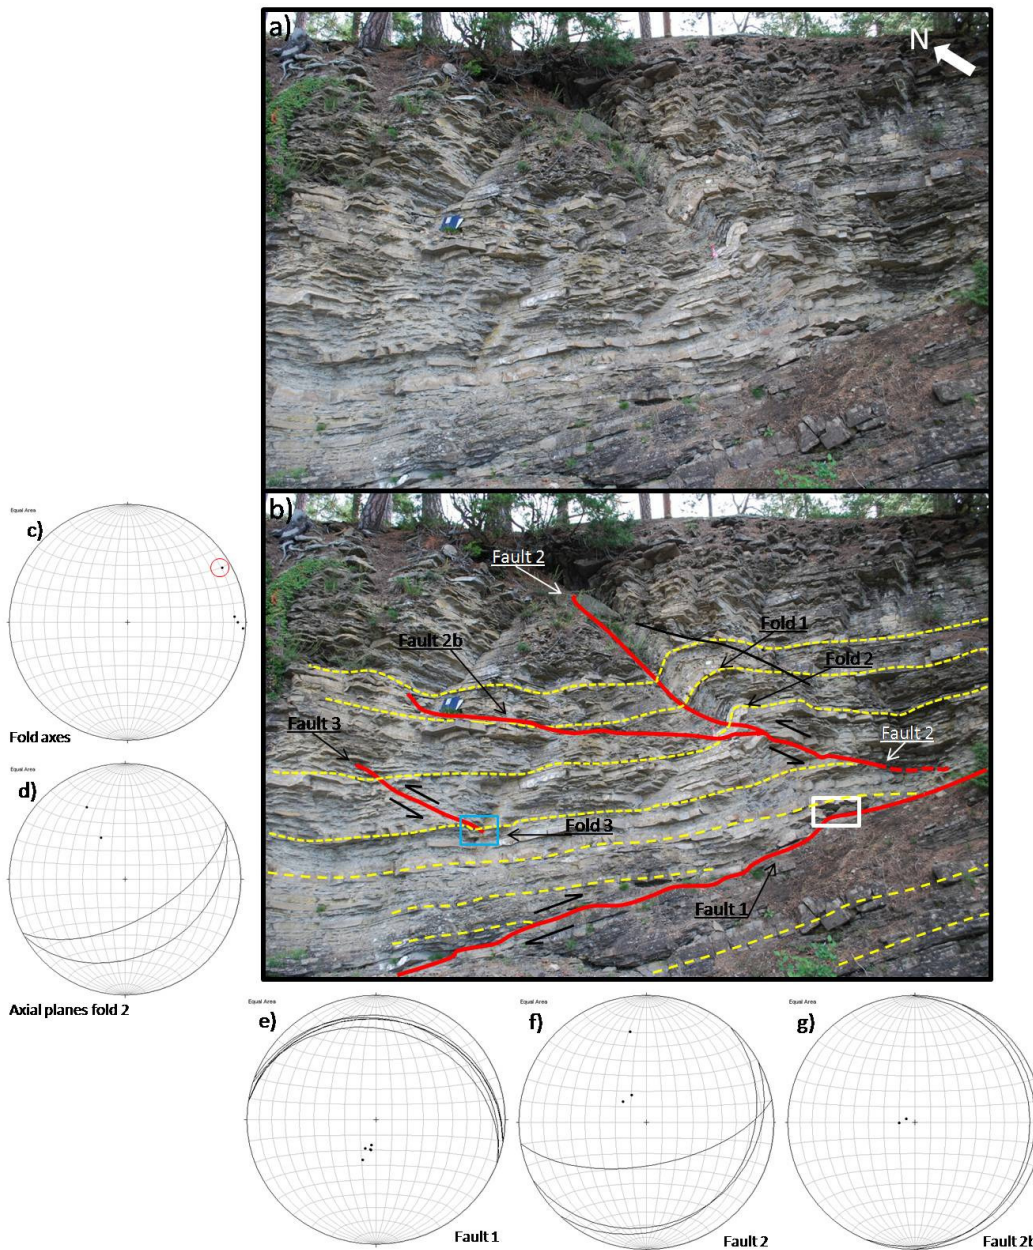 a)
N
b)
Fault 2
Fold 1
Fault 2b
Fold 2
Fault 3
Fault 2
Fold 3
Fault 1
Equal Area
c)
Fold axes
Equal Area
d)
Axial planes fold 2
Equal Area
e)
Fault 1
Equal Area
f)
Fault 2
Equal Area
g)
Fault 2b